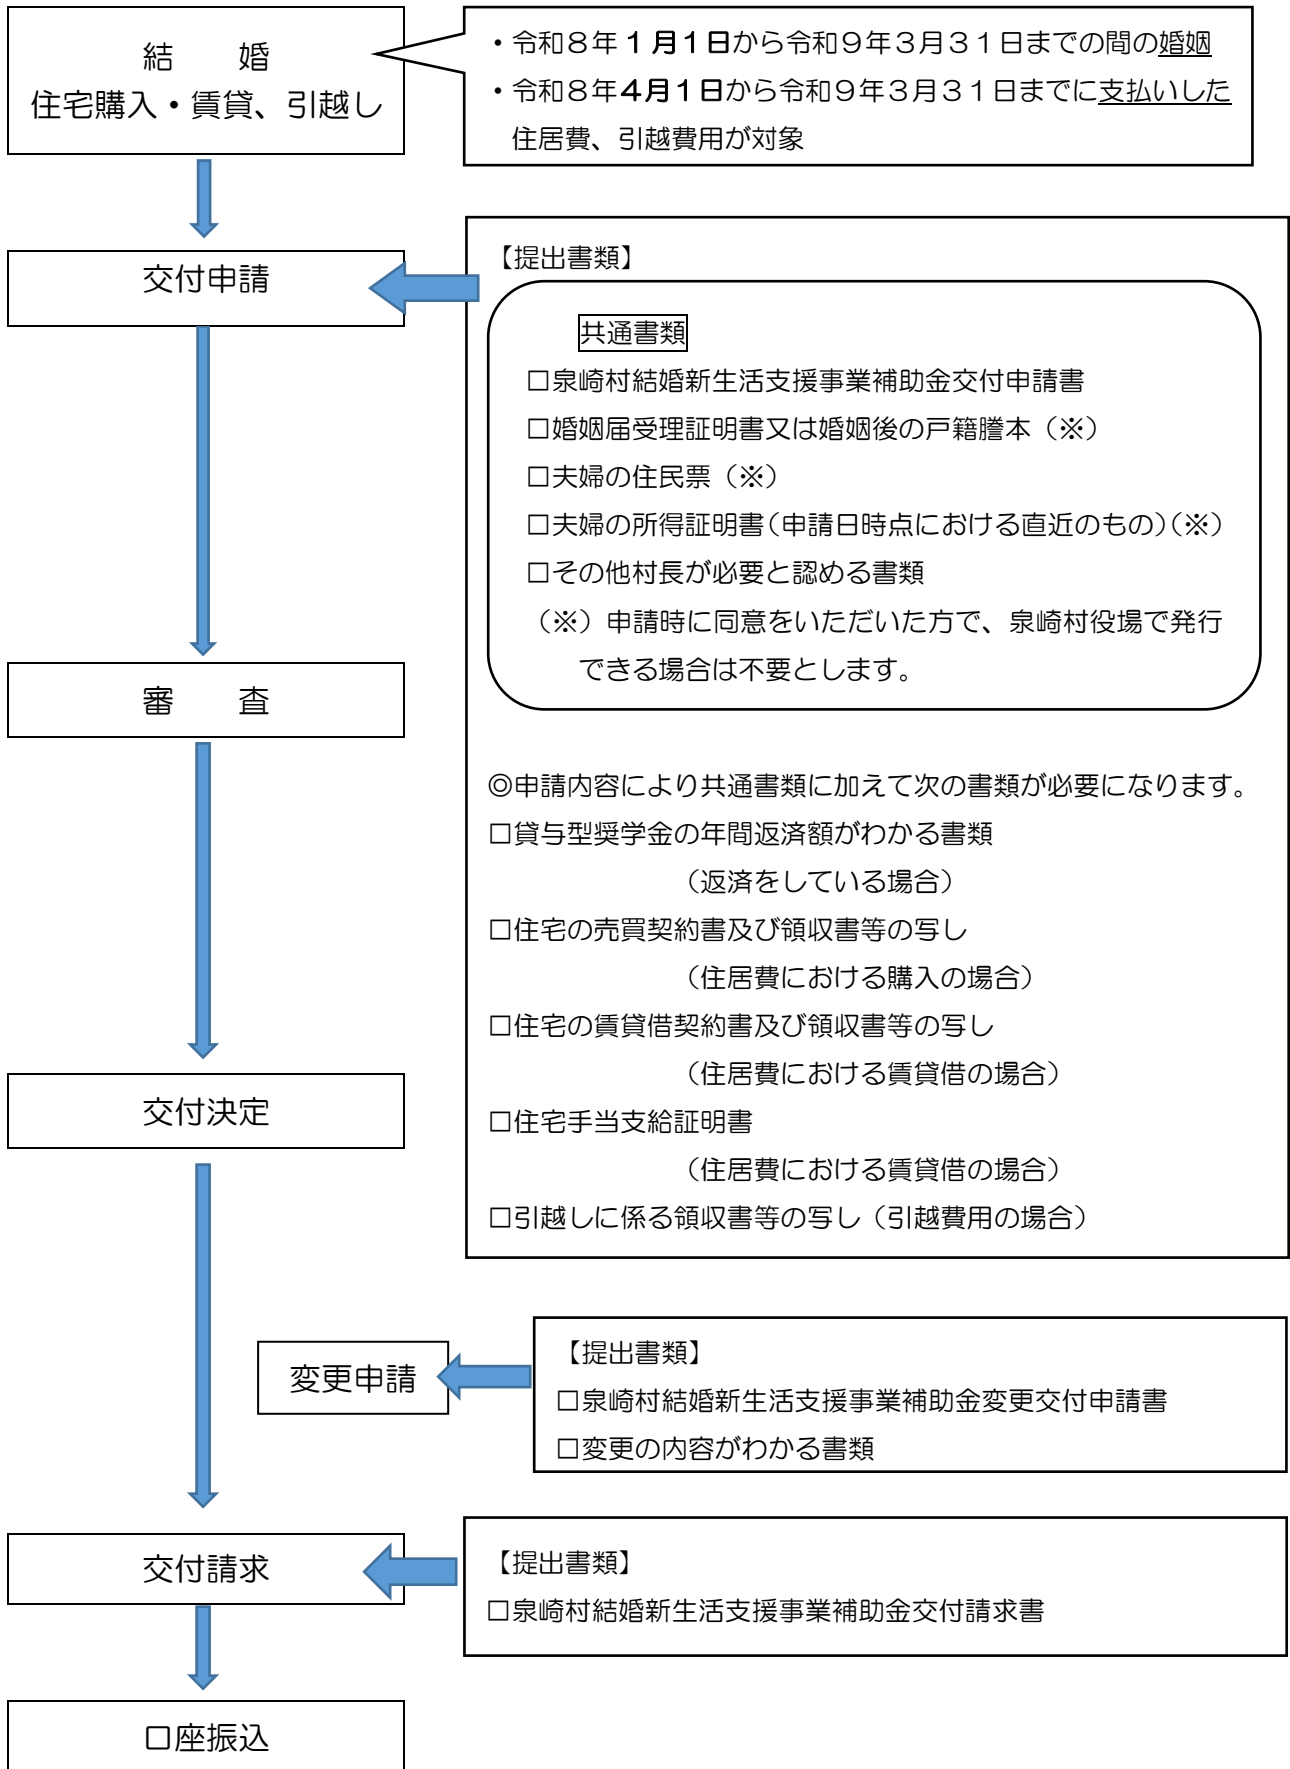 結　　婚
住宅購入・賃貸、引越し
・令和８年１月１日から令和９年３月３１日までの間の婚姻
・令和８年４月１日から令和９年３月３１日までに支払いした
住居費、引越費用が対象
交付申請
【提出書類】
共通書類
□泉崎村結婚新生活支援事業補助金交付申請書
□婚姻届受理証明書又は婚姻後の戸籍謄本（※）
□夫婦の住民票（※）
□夫婦の所得証明書（申請日時点における直近のもの）（※）
□その他村長が必要と認める書類
（※）申請時に同意をいただいた方で、泉崎村役場で発行
できる場合は不要とします。
審　　査
◎申請内容により共通書類に加えて次の書類が必要になります。
□貸与型奨学金の年間返済額がわかる書類
（返済をしている場合）
□住宅の売買契約書及び領収書等の写し
（住居費における購入の場合）
□住宅の賃貸借契約書及び領収書等の写し
（住居費における賃貸借の場合）
交付決定
□住宅手当支給証明書
（住居費における賃貸借の場合）
□引越しに係る領収書等の写し（引越費用の場合）
変更申請
【提出書類】
□泉崎村結婚新生活支援事業補助金変更交付申請書
□変更の内容がわかる書類
交付請求
【提出書類】
□泉崎村結婚新生活支援事業補助金交付請求書
口座振込